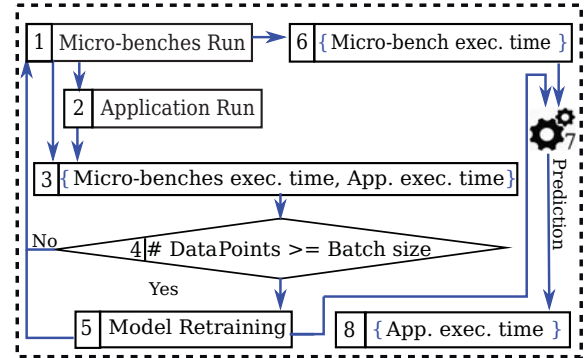 1 Micro-benches Run
6 {Micro-bench exec. time }
2 Application Run
7
3 {Micro-benches exec. time, App. exec. time}
Prediction
No
4 # DataPoints >= Batch size
Yes
5 Model Retraining
8 {App. exec. time }